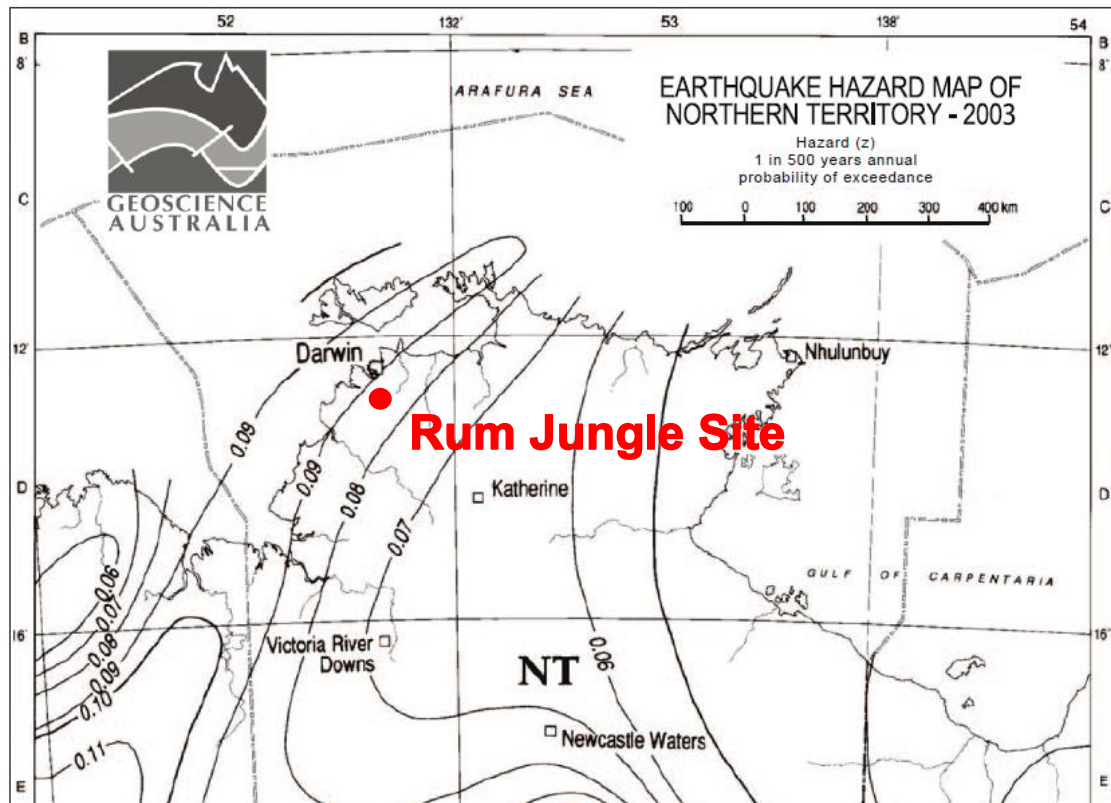 52
132'
53
138'
54
B
B
8'
8'
GEOSCIENCE
AUSTRALIA
ARAFURA SEA
EARTHQUAKE HAZARD MAP OF
NORTHERN TERRITORY - 2003
Hazard (z)
1 in 500 years annual
probability of exceedance
100 0 100 200 300 400 km
C
C
12'
12'
Darwin
Nhulunbuy
Rum Jungle Site
0.09
0.09
0.08
0.07
Katherine
D
D
0.06
0.07
0.08
0.09
0.10
0.11
GULF OF CARPENTARIA
16'
16'
Victoria River
Downs
NT
0.06
Newcastle Waters
E
E